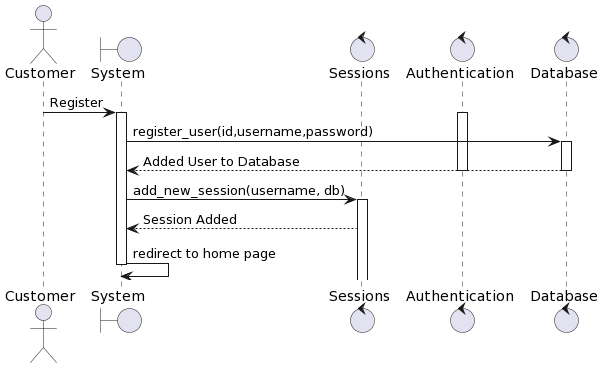 Customer System Sessions Authentication Database
Register
register_user(id,username,password)
Added User to Database
add_new_session(username, db)
Session Added
redirect to home page
Customer System Sessions Authentication Database